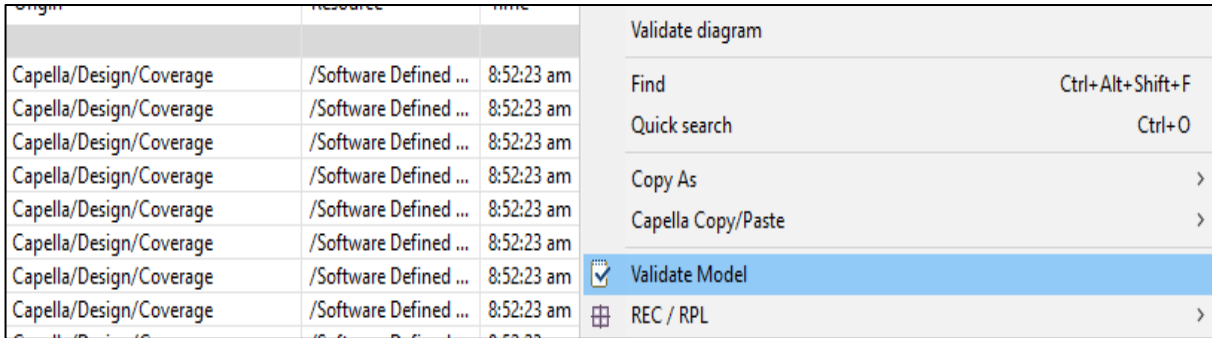 Origin Resource Time
Capella/Design/Coverage /Software Defined ... 8:52:23 am
Capella/Design/Coverage /Software Defined ... 8:52:23 am
Capella/Design/Coverage /Software Defined ... 8:52:23 am
Capella/Design/Coverage /Software Defined ... 8:52:23 am
Capella/Design/Coverage /Software Defined ... 8:52:23 am
Capella/Design/Coverage /Software Defined ... 8:52:23 am
Capella/Design/Coverage /Software Defined ... 8:52:23 am
Capella/Design/Coverage /Software Defined ... 8:52:23 am
Validate diagram
Find Ctrl+Alt+Shift+F
Quick search Ctrl+O
Copy As
Capella Copy/Paste
Validate Model
REC / RPL